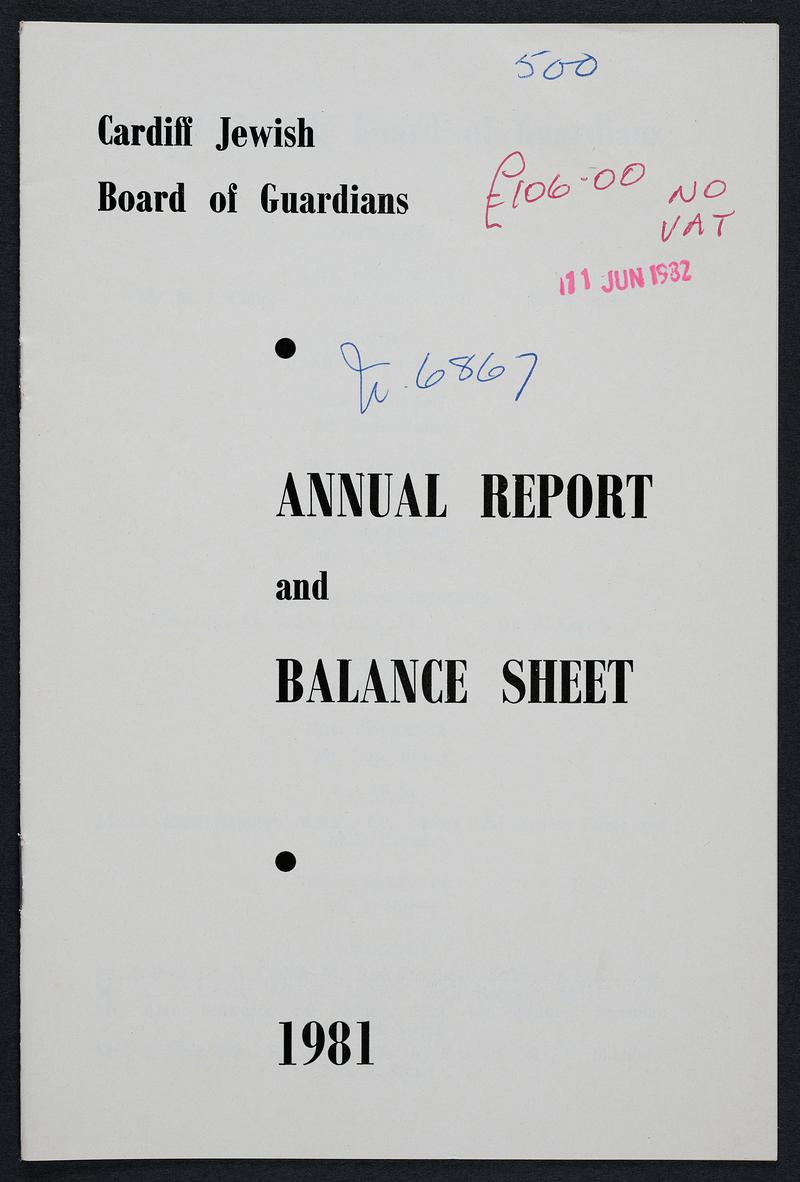 500
Cardiff Jewish
Board of Guardians
£106-00 NO
VAT
11 JUN 1982
6867
ANNUAL REPORT
and
BALANCE SHEET
1981